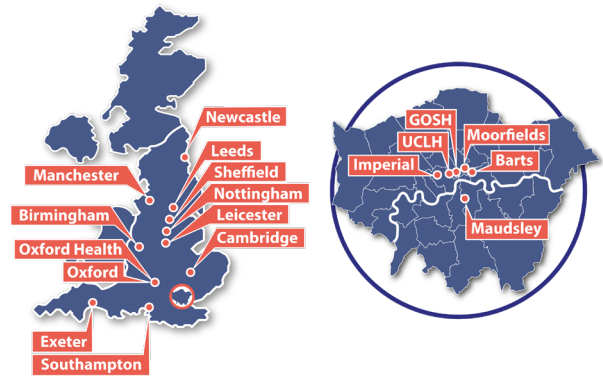 Newcastle
Leeds
Sheffield
Nottingham
Leicester
Cambridge
Manchester
Birmingham
Oxford Health
Oxford
Exeter
Southampton
GOSH
UCLH
Moorfields
Imperial
Barts
Maudsley